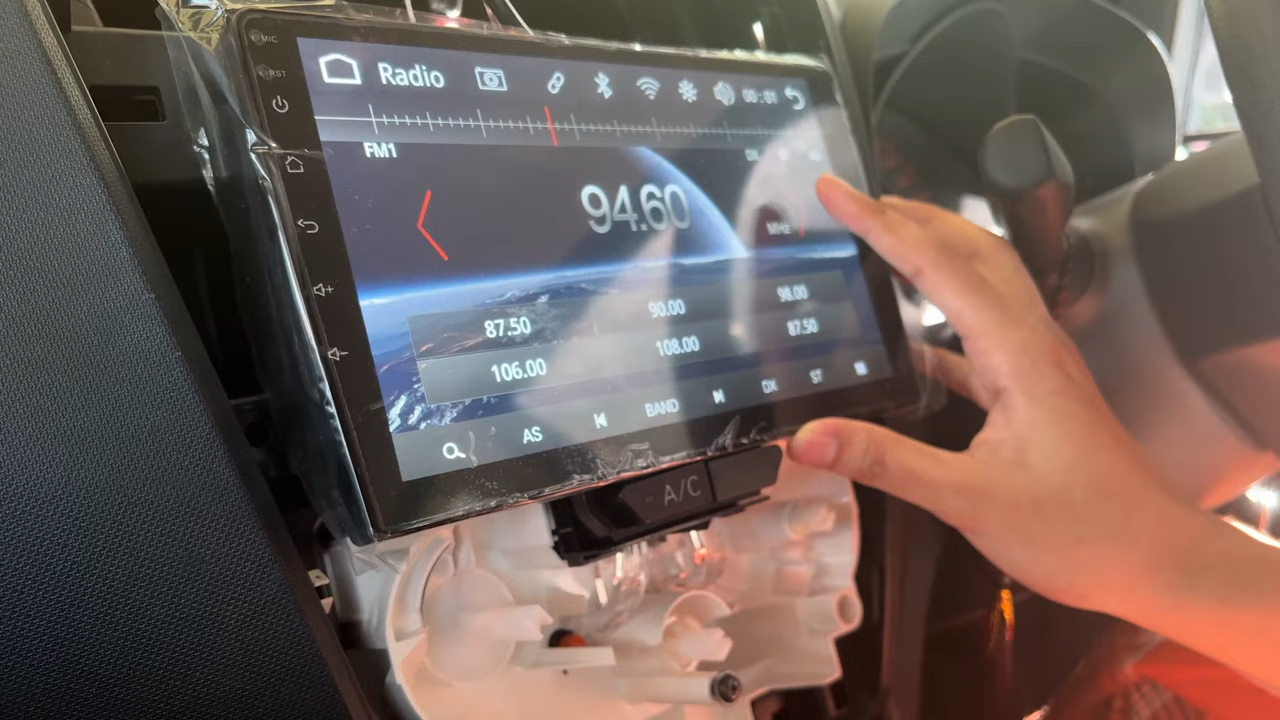 MIC
RST
Radio
00:01
FM1
94.60
MHz
87.50 90.00 98.00
106.00 108.00 87.50
AS BAND DX ST
A/C